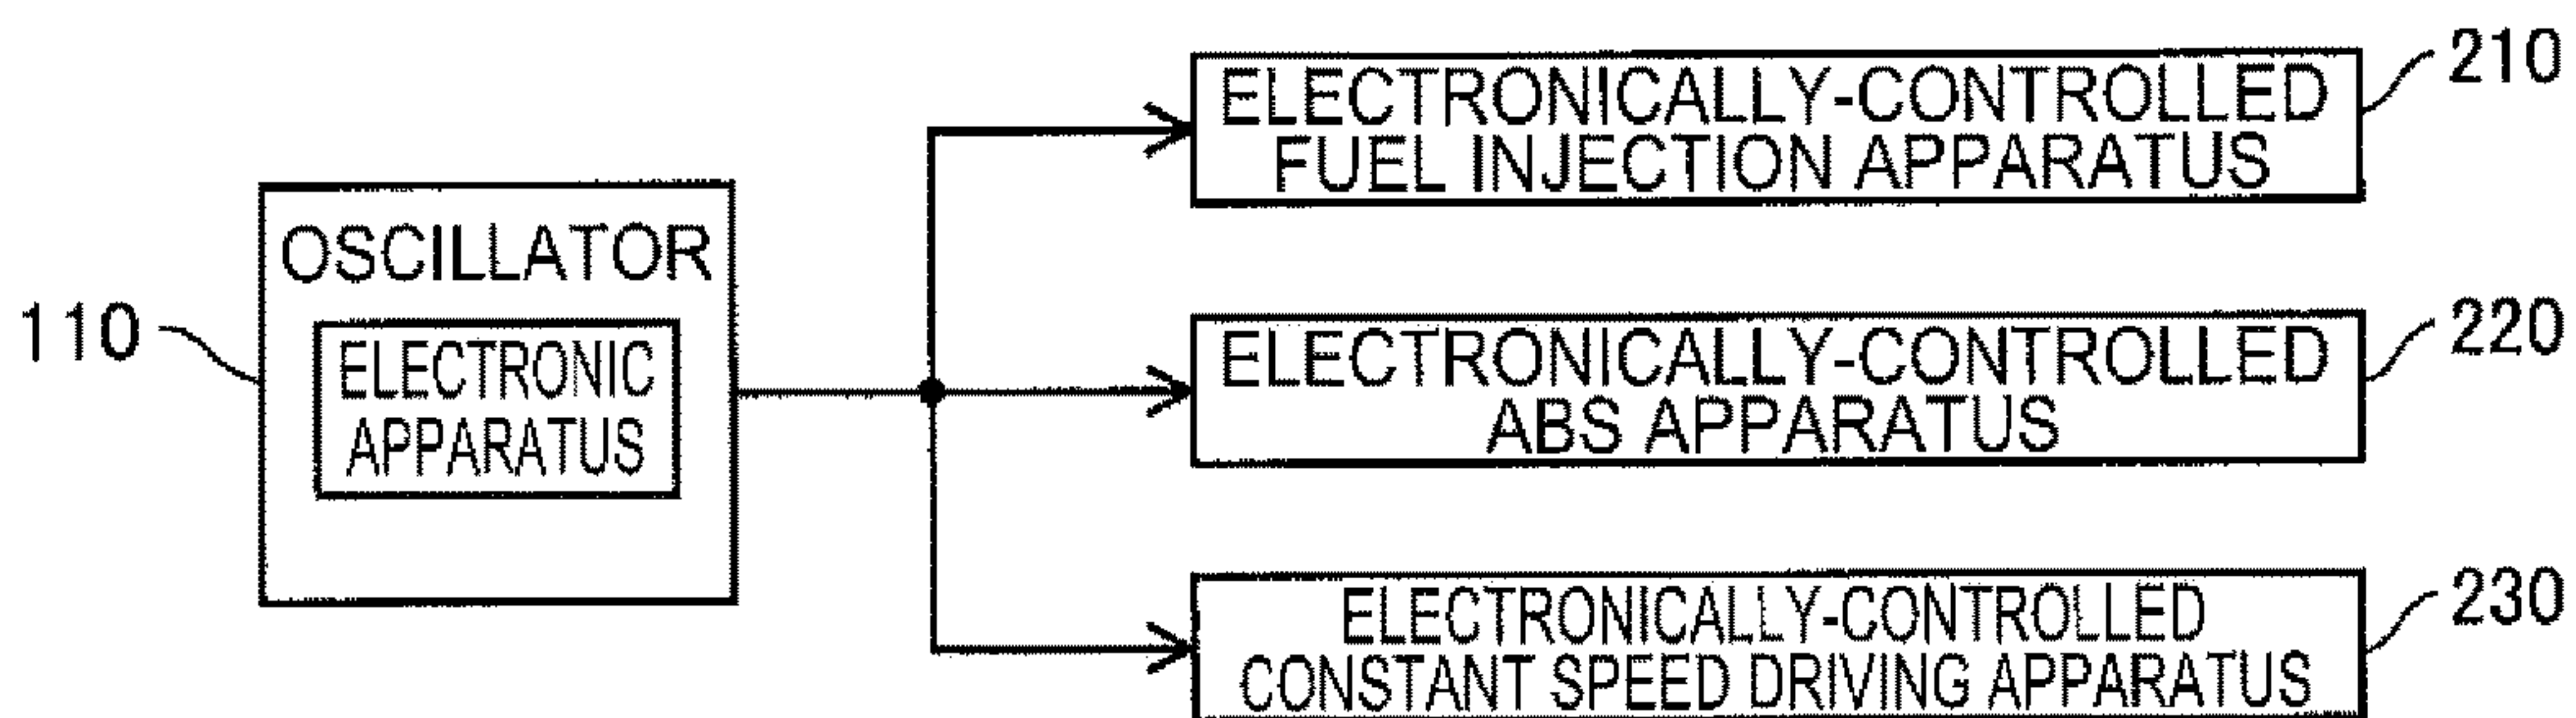 110
OSCILLATOR
ELECTRONIC
APPARATUS
ELECTRONICALLY-CONTROLLED
FUEL INJECTION APPARATUS
210
ELECTRONICALLY-CONTROLLED
ABS APPARATUS
220
ELECTRONICALLY-CONTROLLED
CONSTANT SPEED DRIVING APPARATUS
230